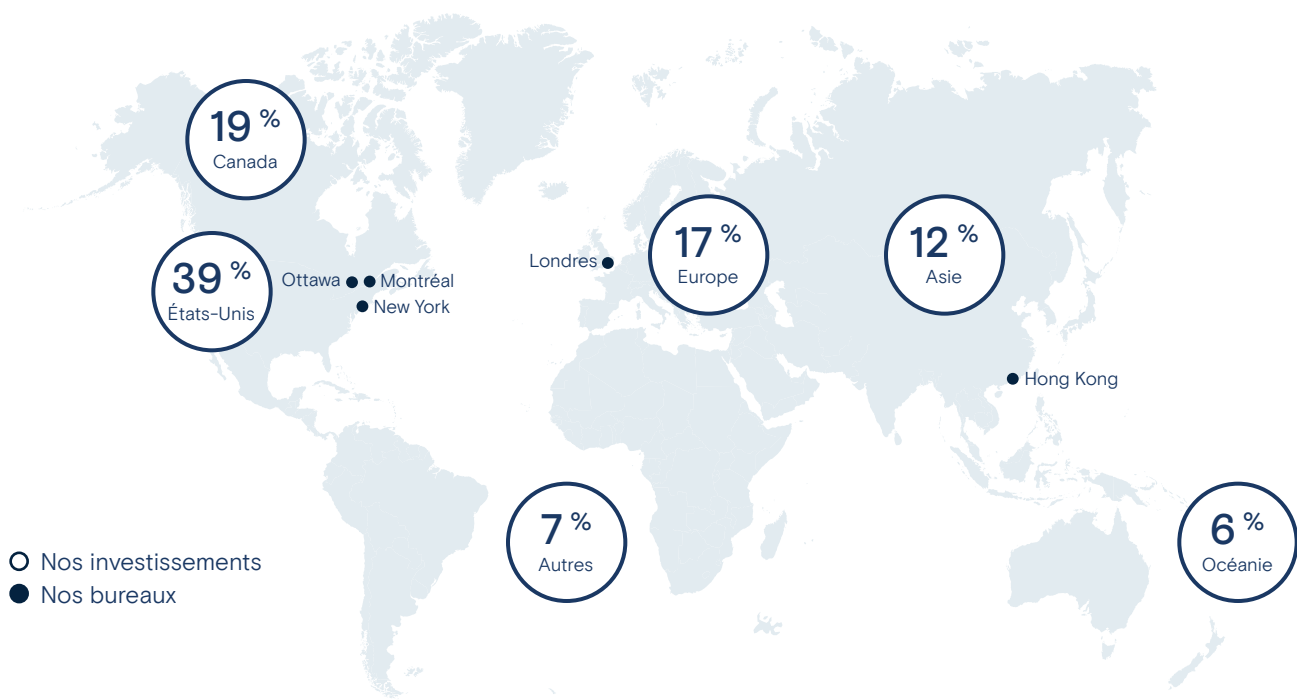 19 %
Canada
39 %
États-Unis
Ottawa
Montréal
New York
Londres
17 %
Europe
12 %
Asie
Hong Kong
7 %
Autres
6 %
Océanie
Nos investissements
Nos bureaux